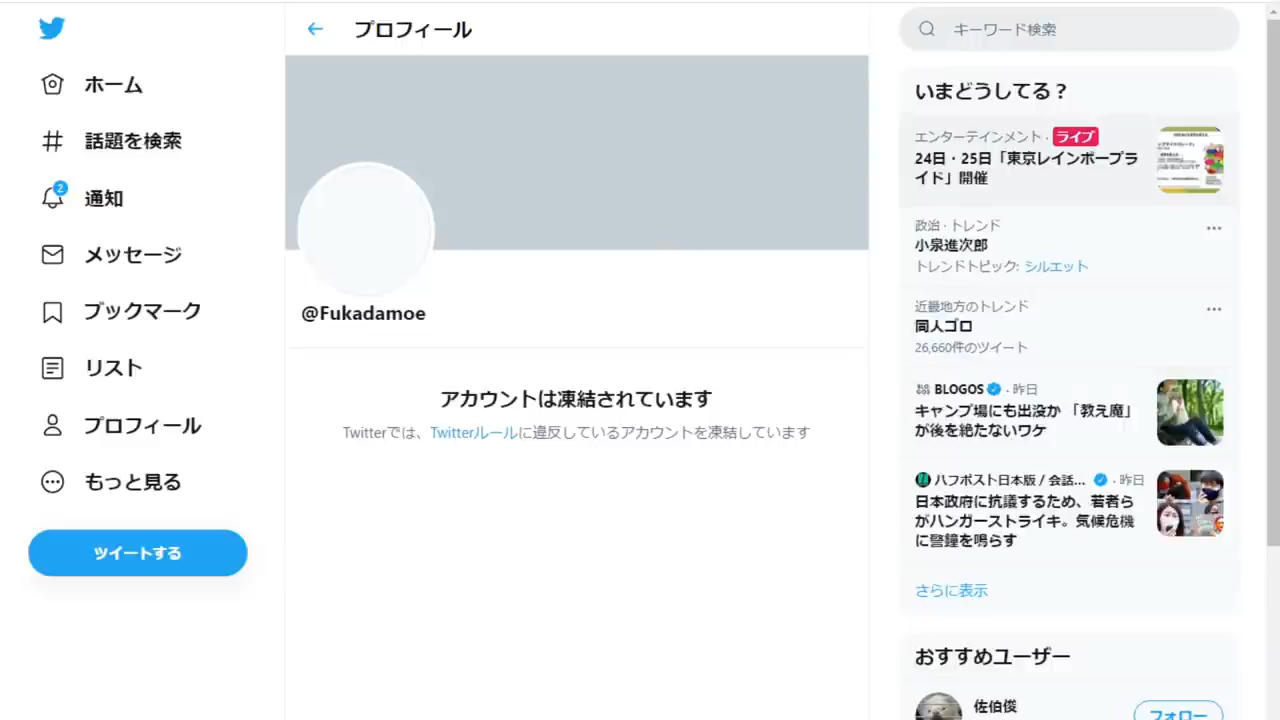 プロフィール
キーワード検索
ホーム
話題を検索
2
通知
メッセージ
ブックマーク
リスト
プロフィール
もっと見る
ツイートする
@Fukadamoe
アカウントは凍結されています
Twitterでは、Twitterルールに違反しているアカウントを凍結しています
いまどうしてる？
エンターテインメント · ライブ
24日・25日「東京レインボープラ
イド」開催
政治 · トレンド
小泉進次郎
トレンドトピック: シルエット
近畿地方のトレンド
同人ゴロ
26,660件のツイート
BLOGOS · 昨日
キャンプ場にも出没か 「教え魔」
が後を絶たないワケ
ハフポスト日本版 / 会話... · 昨日
日本政府に抗議するため、若者ら
がハンガーストライキ。気候危機
に警鐘を鳴らす
さらに表示
おすすめユーザー
佐伯俊
フォロー